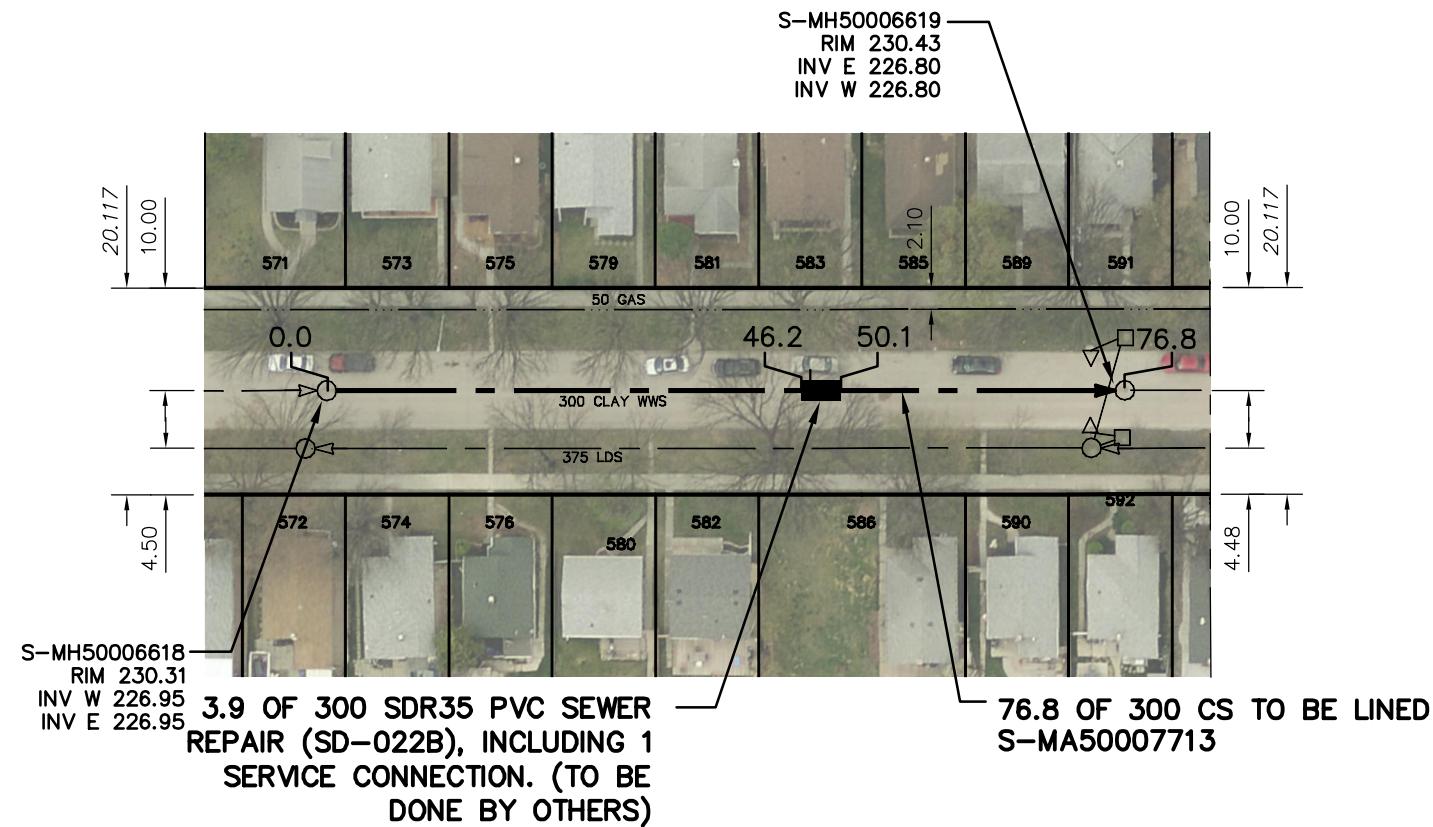 S-MH50006619
RIM 230.43
INV E 226.80
INV W 226.80
20.117
10.00
10.00
20.117
2.10
571
573
575
579
581
583
585
589
591
50 GAS
0.0
46.2
50.1
76.8
300 CLAY WWS
375 LDS
4.50
4.48
572
574
576
580
582
586
590
592
S-MH50006618
RIM 230.31
INV W 226.95
INV E 226.95
3.9 OF 300 SDR35 PVC SEWER
REPAIR (SD-022B), INCLUDING 1
SERVICE CONNECTION. (TO BE
DONE BY OTHERS)
76.8 OF 300 CS TO BE LINED
S-MA50007713